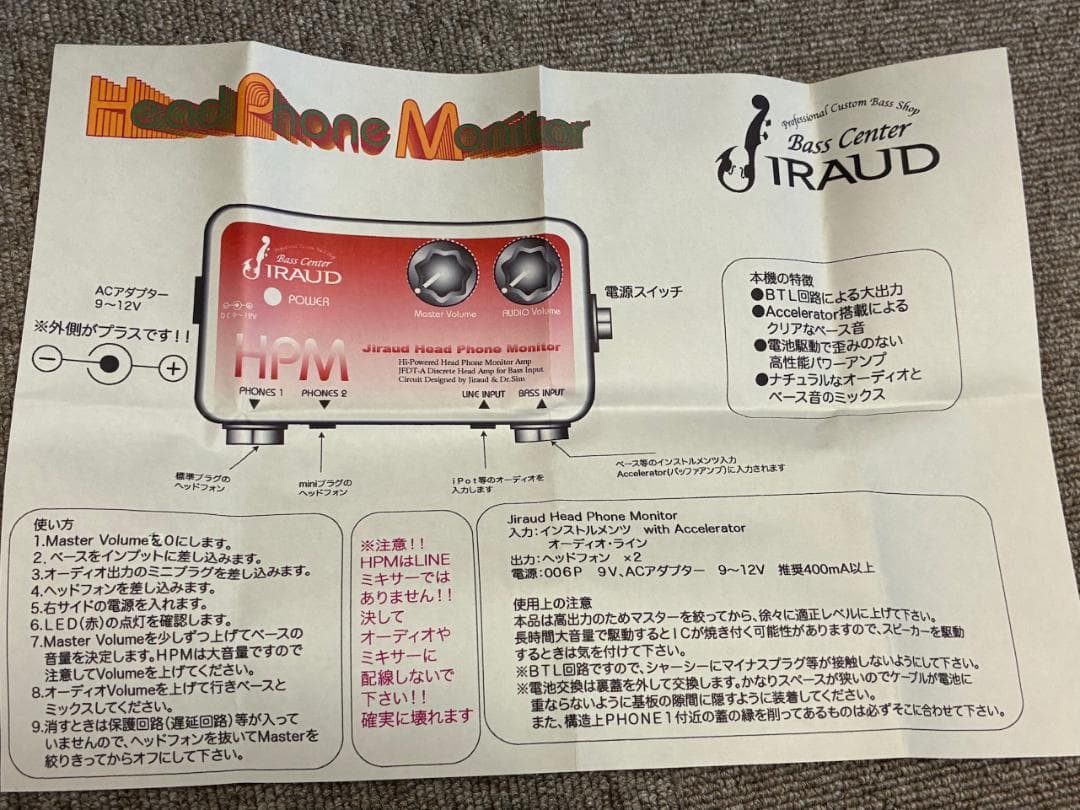 Head Phone Monitor
Professional Custom Bass Shop
Bass Center
JIRAUD
Bass Center
JIRAUD
POWER
DC9~12V
Master Volume
AUDIO Volume
HPM
Jiraud Head Phone Monitor
Hi-Powered Head Phone Monitor Amp
JFDT-A Discrete Head Amp for Bass Input
Circuit Designed by Jiraud & Dr.Sim
PHONES 1
PHONES 2
LINE INPUT
BASS INPUT
ACアダプター
9~12V
※外側がプラスです!!
電源スイッチ
本機の特徴
●BTL回路による大出力
●Accelerator搭載による
クリアなベース音
●電池駆動で歪みのない
高性能パワーアンプ
●ナチュラルなオーディオと
ベース音のミックス
標準プラグの
ヘッドフォン
miniプラグの
ヘッドフォン
iPot等のオーディオを
入力します
ベース等のインストルメンツ入力
Accelerator(バッファアンプ)に入力されます
使い方
1.Master Volumeを0にします。
2.ベースをインプットに差し込みます。
3.オーディオ出力のミニプラグを差し込みます。
4.ヘッドフォンを差し込みます。
5.右サイドの電源を入れます。
6.LED(赤)の点灯を確認します。
7.Master Volumeを少しずつ上げてベースの
音量を決定します。HPMは大音量ですので
注意してVolumeを上げてください。
8.オーディオVolumeを上げて行きベースと
ミックスしてください。
9.消すときは保護回路(遅延回路)等が入って
いませんので、ヘッドフォンを抜いてMasterを
絞りきってからオフにして下さい。
※注意!!
HPMはLINE
ミキサーでは
ありません!!
決して
オーディオや
ミキサーに
配線しないで
下さい!!
確実に壊れます
Jiraud Head Phone Monitor
入力:インストルメンツ with Accelerator
オーディオ・ライン
出力:ヘッドフォン ×2
電源:006P 9V、ACアダプター 9~12V 推奨400mA以上
使用上の注意
本品は高出力のためマスターを絞ってから、徐々に適正レベルに上げて下さい。
長時間大音量で駆動するとICが焼き付く可能性がありますので、スピーカーを駆動
するときは気を付けて下さい。
※BTL回路ですので、シャーシーにマイナスプラグ等が接触しないようにして下さい。
※電池交換は裏蓋を外して交換します。かなりスペースが狭いのでケーブルが電池に
重ならないように基板の隙間に隠すように装着してください。
また、構造上PHONE1付近の蓋の縁を削ってあるものは必ずそこに合わせて下さい。